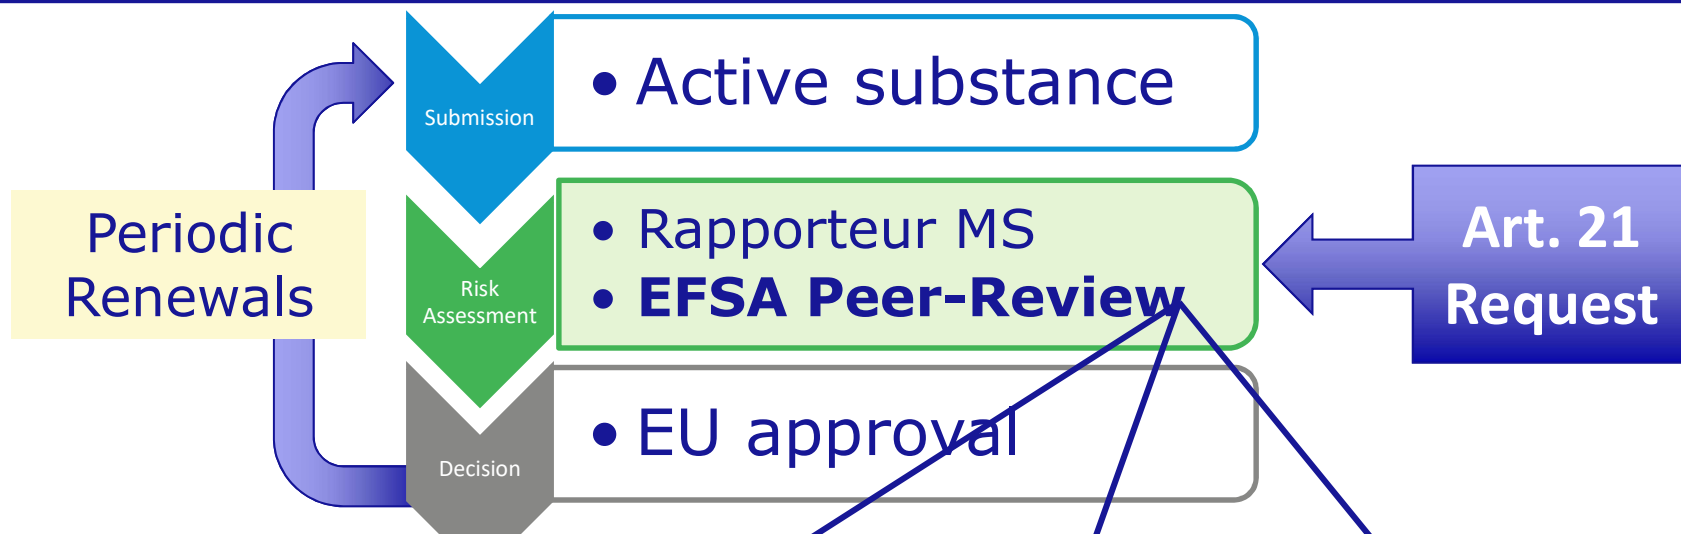 Submission
• Active substance
Periodic
Renewals
Risk
Assessment
• Rapporteur MS
• EFSA Peer-Review
Art. 21
Request
Decision
• EU approval